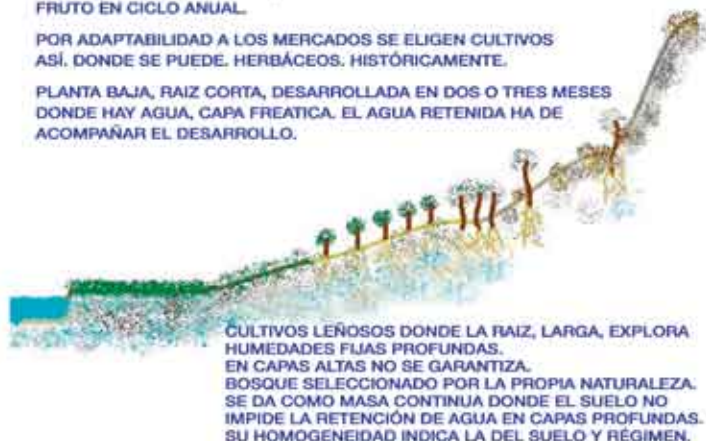 FRUTO EN CICLO ANUAL.
POR ADAPTABILIDAD A LOS MERCADOS SE ELIGEN CULTIVOS
ASÍ. DONDE SE PUEDE. HERBÁCEOS. HISTÓRICAMENTE.
PLANTA BAJA, RAIZ CORTA, DESARROLLADA EN DOS O TRES MESES
DONDE HAY AGUA, CAPA FREATICA. EL AGUA RETENIDA HA DE
ACOMPAÑAR EL DESARROLLO.
CULTIVOS LEÑOSOS DONDE LA RAIZ, LARGA, EXPLORA
HUMEDADES FIJAS PROFUNDAS.
EN CAPAS ALTAS NO SE GARANTIZA.
BOSQUE SELECCIONADO POR LA PROPIA NATURALEZA.
SE DA COMO MASA CONTINUA DONDE EL SUELO NO
IMPIDE LA RETENCIÓN DE AGUA EN CAPAS PROFUNDAS.
SU HOMOGENEIDAD INDICA LA DEL SUELO Y RÉGIMEN.